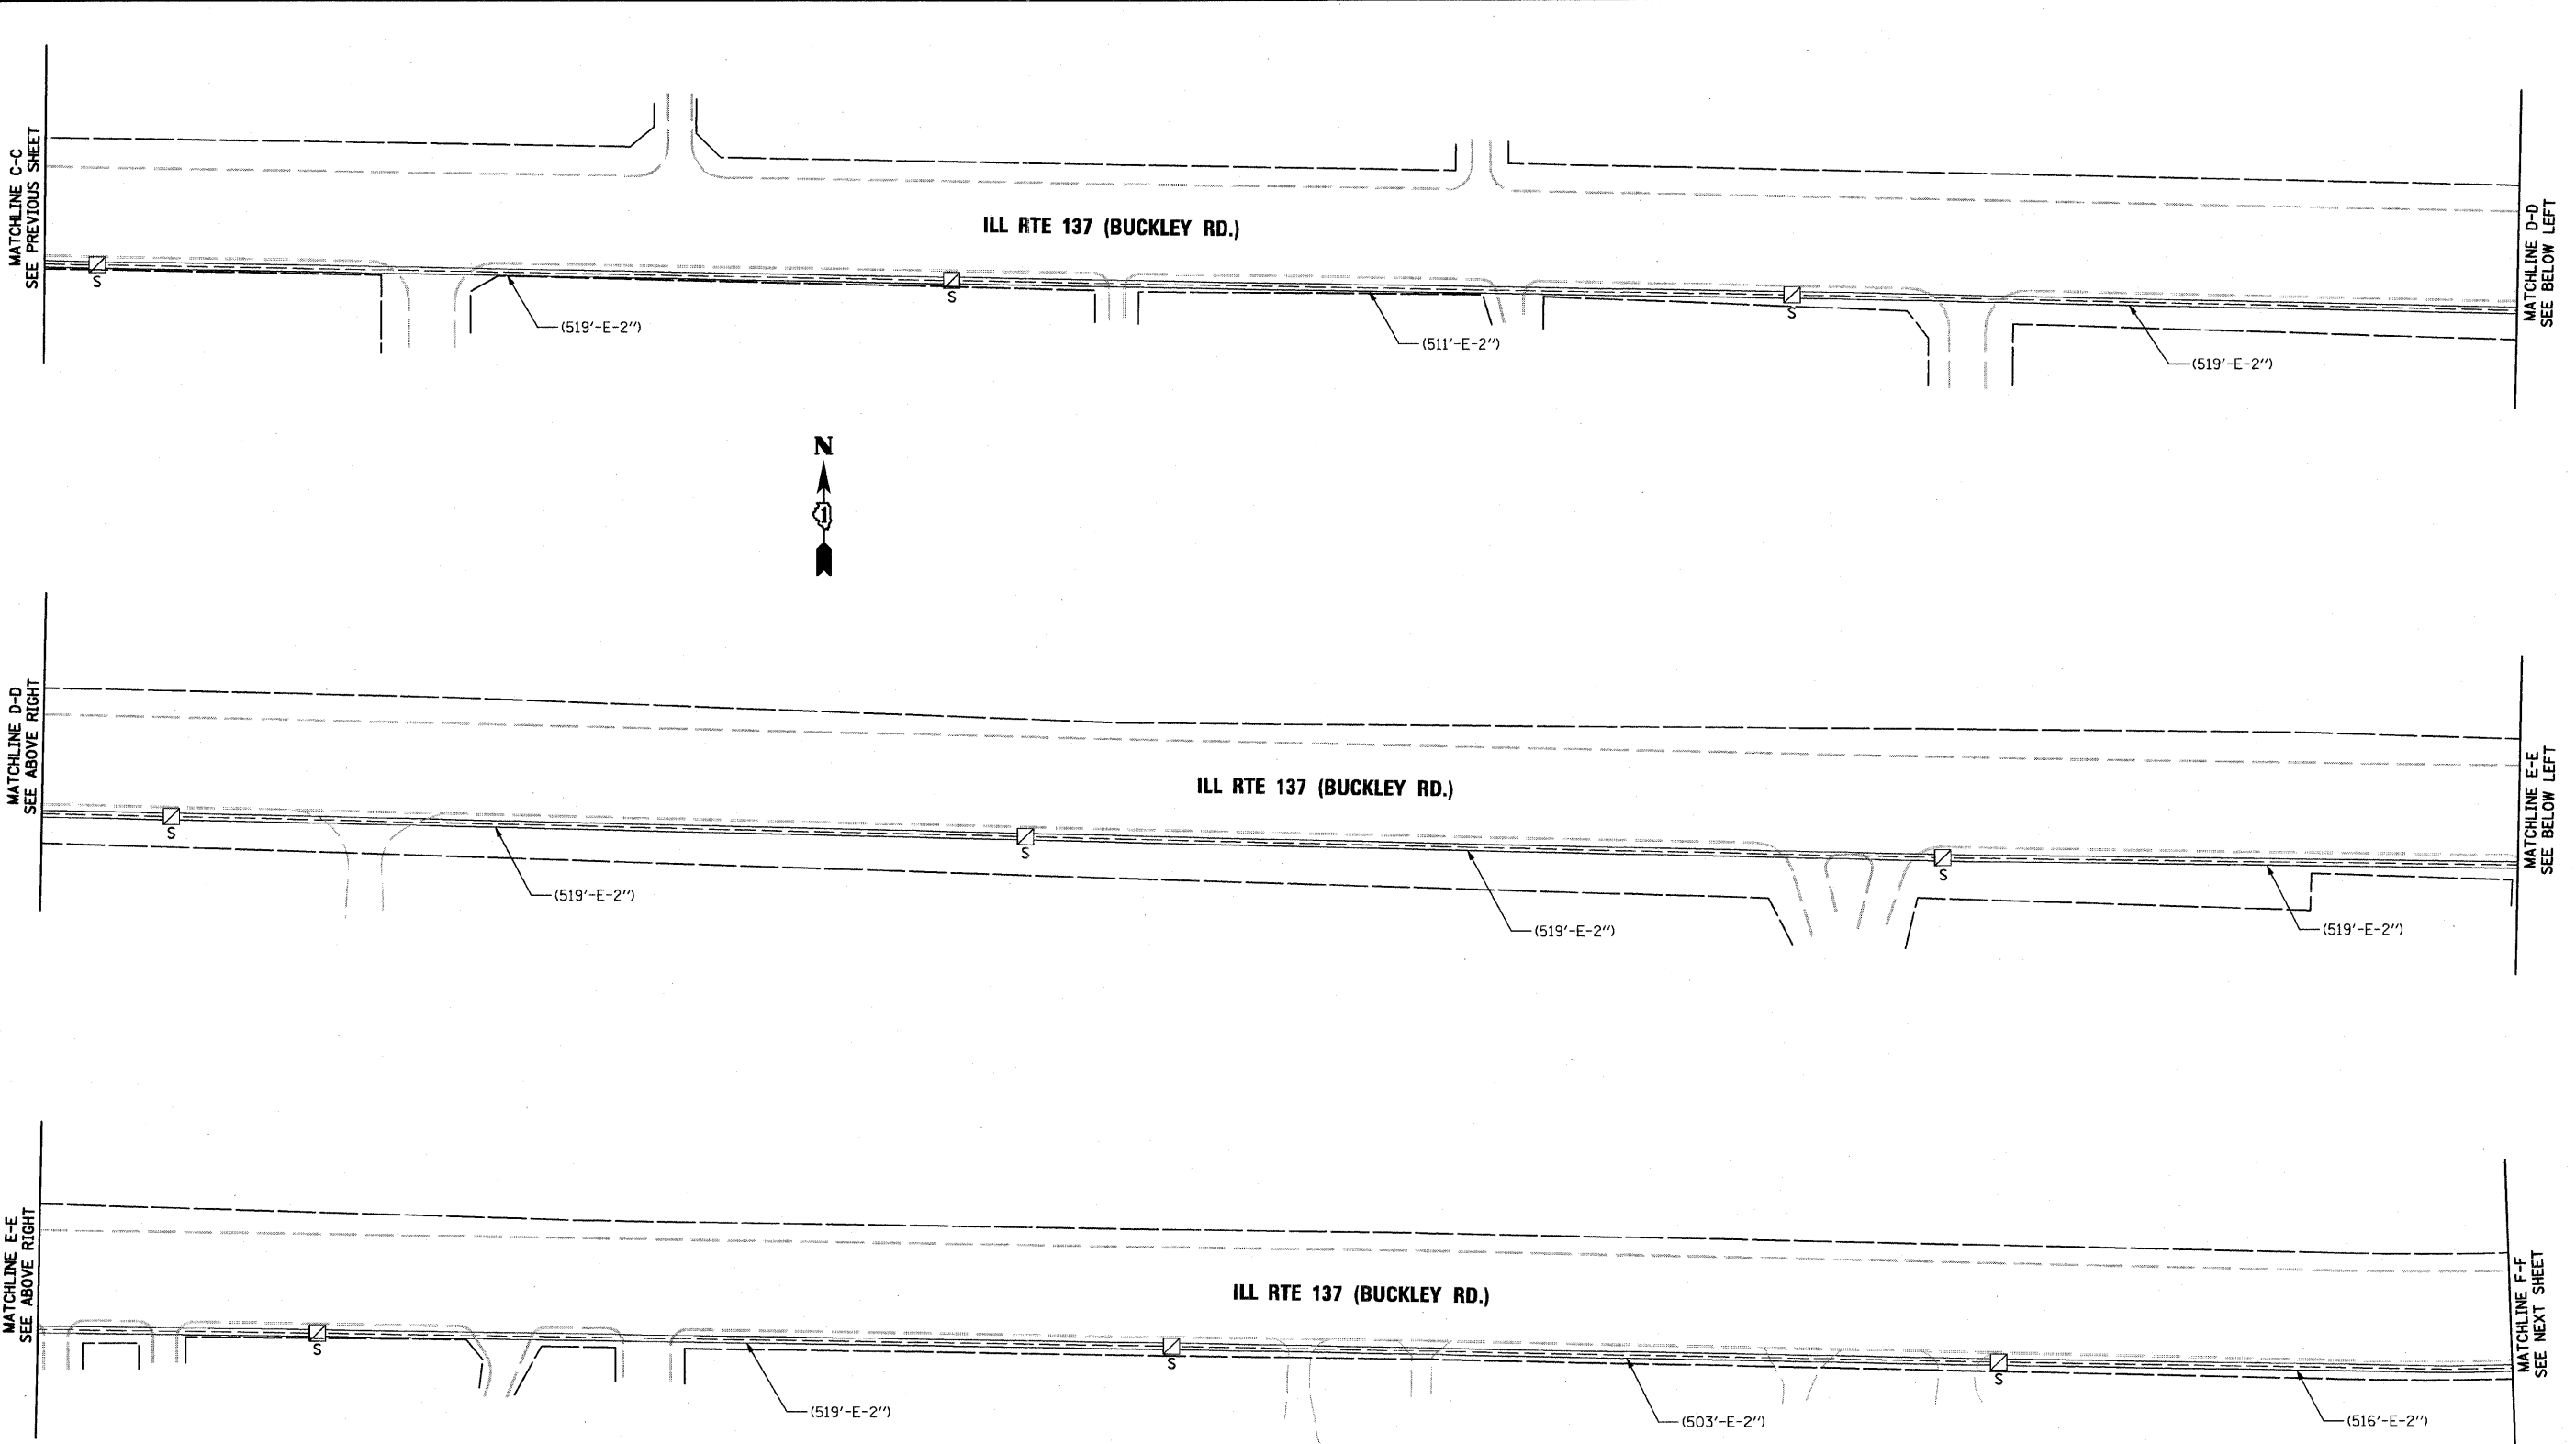 MATCHLINE C-C
SEE PREVIOUS SHEET
ILL RTE 137 (BUCKLEY RD.)
MATCHLINE D-D
SEE BELOW LEFT
S
S
S
(519'-E-2")
(511'-E-2")
(519'-E-2")
N
1
MATCHLINE D-D
SEE ABOVE RIGHT
ILL RTE 137 (BUCKLEY RD.)
MATCHLINE E-E
SEE BELOW LEFT
S
S
S
(519'-E-2")
(519'-E-2")
(519'-E-2")
MATCHLINE E-E
SEE ABOVE RIGHT
ILL RTE 137 (BUCKLEY RD.)
MATCHLINE F-F
SEE NEXT SHEET
S
S
S
(519'-E-2")
(503'-E-2")
(516'-E-2")